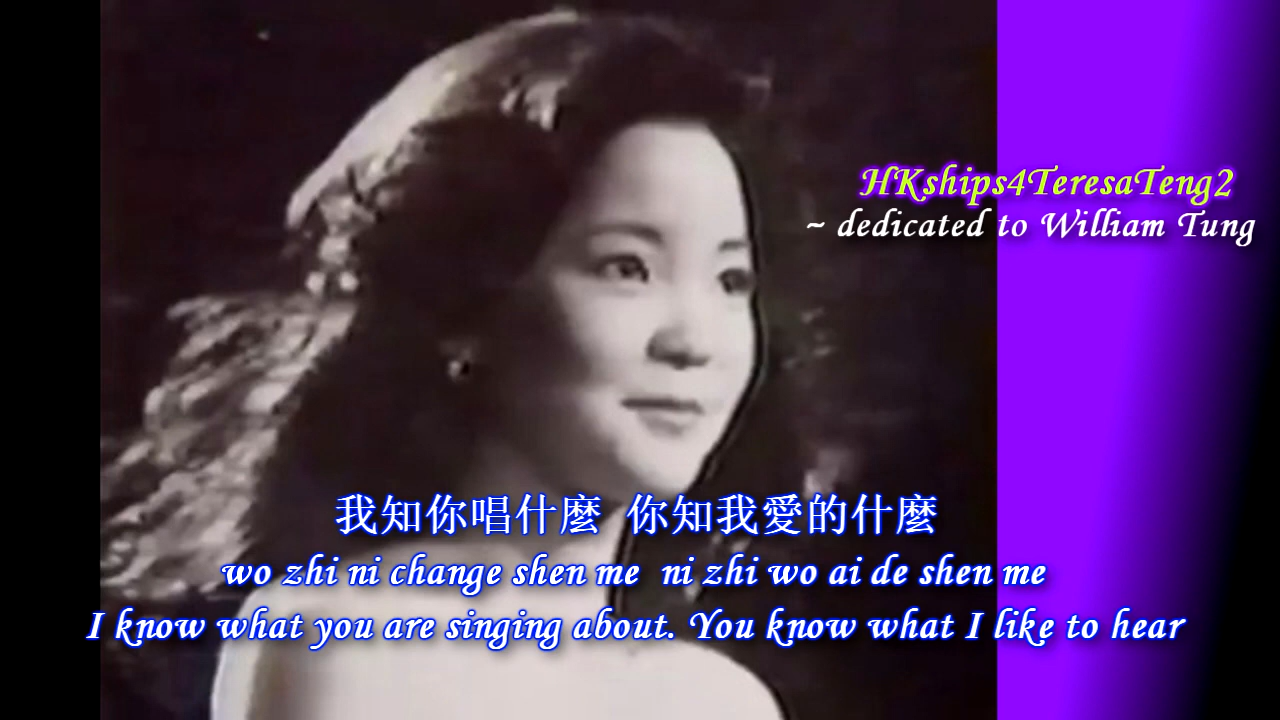 HKships4TeresaTeng2
~ dedicated to William Tung
我知你唱什麼 你知我愛的什麼
wo zhi ni change shen me ni zhi wo ai de shen me
I know what you are singing about. You know what I like to hear